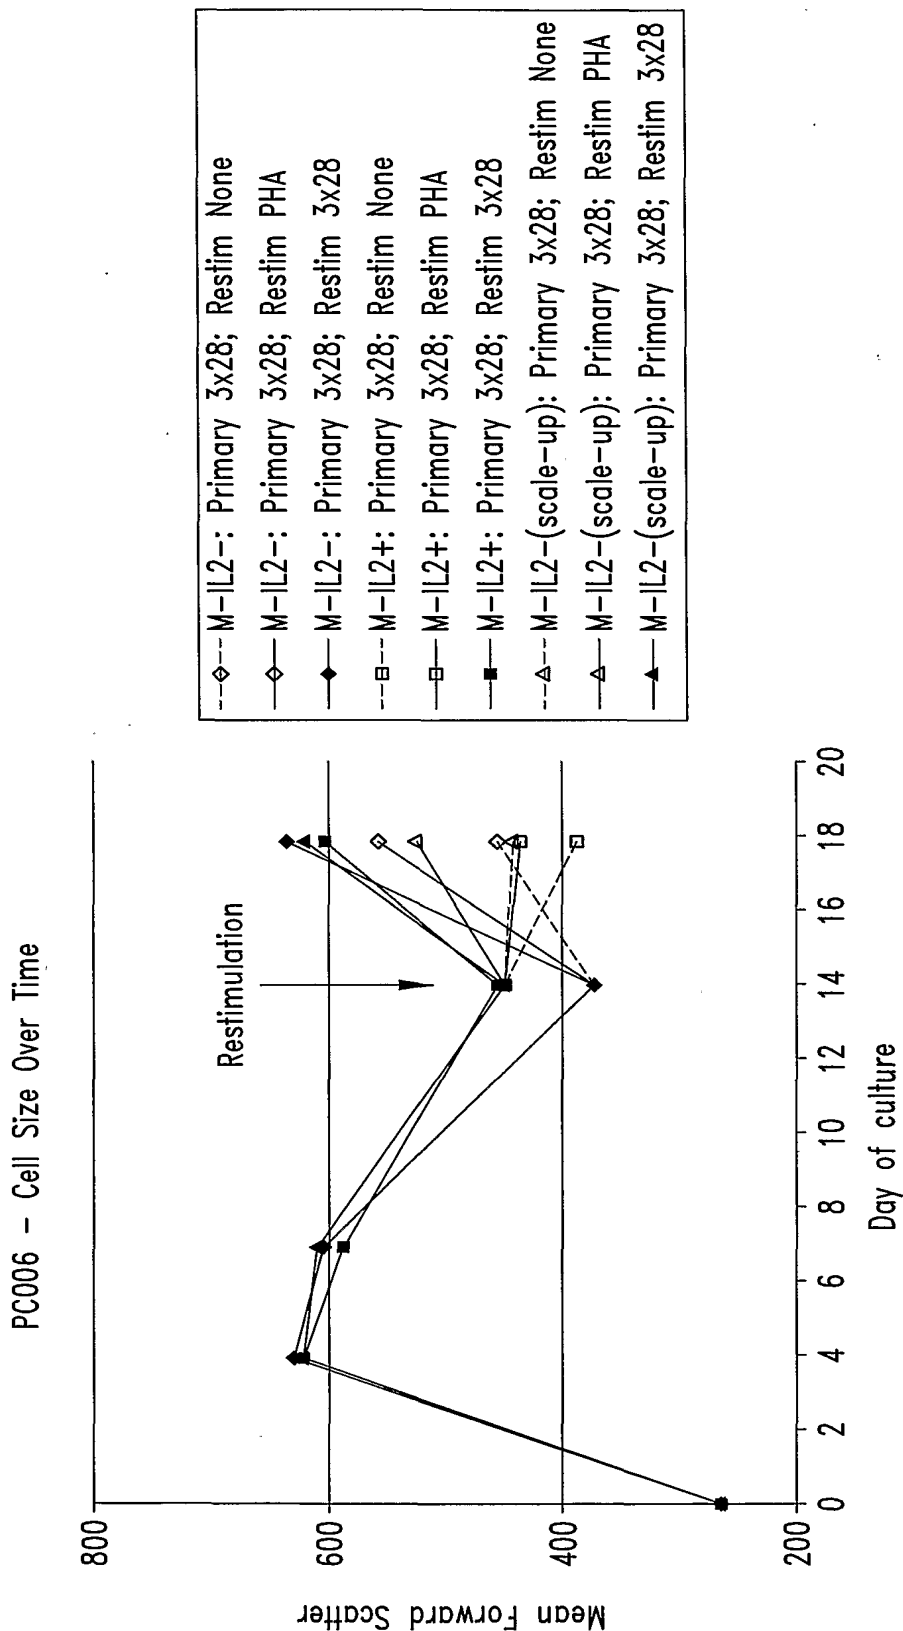 PC006 – Cell Size Over Time
Mean Forward Scatter
800
600
400
200
Restimulation
0 2 4 6 8 10 12 14 16 18 20
Day of culture
M–IL2–: Primary 3x28; Restim None
M–IL2–: Primary 3x28; Restim PHA
M–IL2–: Primary 3x28; Restim 3x28
M–IL2+: Primary 3x28; Restim None
M–IL2+: Primary 3x28; Restim PHA
M–IL2+: Primary 3x28; Restim 3x28
M–IL2–(scale–up): Primary 3x28; Restim None
M–IL2–(scale–up): Primary 3x28; Restim PHA
M–IL2–(scale–up): Primary 3x28; Restim 3x28